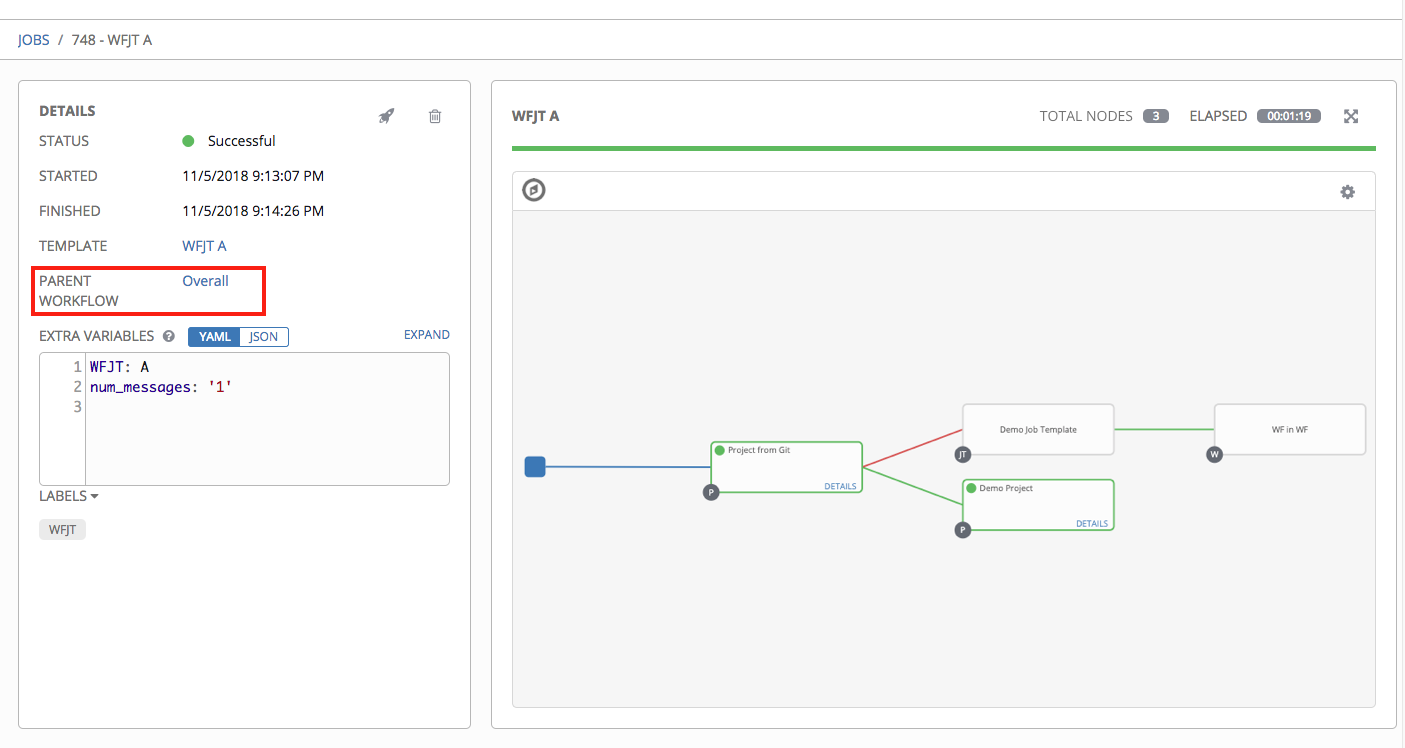 JOBS / 748 - WFJT A
DETAILS
STATUS Successful
STARTED 11/5/2018 9:13:07 PM
FINISHED 11/5/2018 9:14:26 PM
TEMPLATE WFJT A
PARENT WORKFLOW Overall
EXTRA VARIABLES ? YAML JSON EXPAND
1 WFJT: A
2 num_messages: '1'
3
LABELS
WFJT
WFJT A TOTAL NODES 3 ELAPSED 00:01:19
Project from Git
DETAILS
P
Demo Job Template
JT
WF in WF
W
Demo Project
DETAILS
P